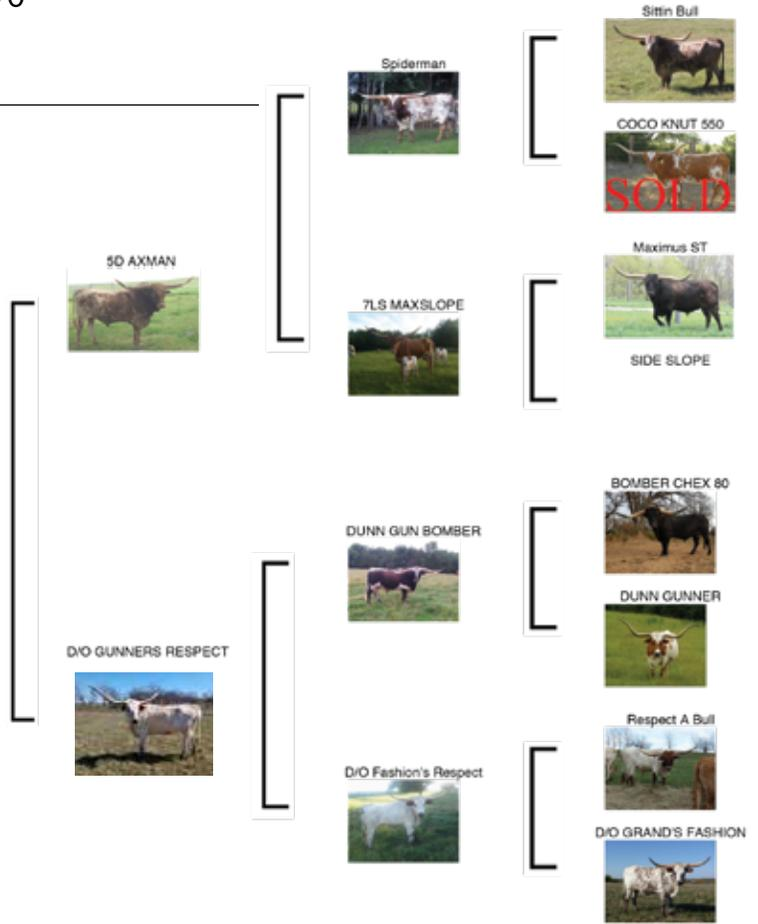 Sittin Bull
Spiderman
COCO KNUT 550
SOLD
Maximus ST
5D AXMAN
7LS MAXSLOPE
SIDE SLOPE
BOMBER CHEX 80
DUNN GUN BOMBER
DUNN GUNNER
D/O GUNNERS RESPECT
Respect A Bull
D/O Fashion's Respect
D/O GRAND'S FASHION